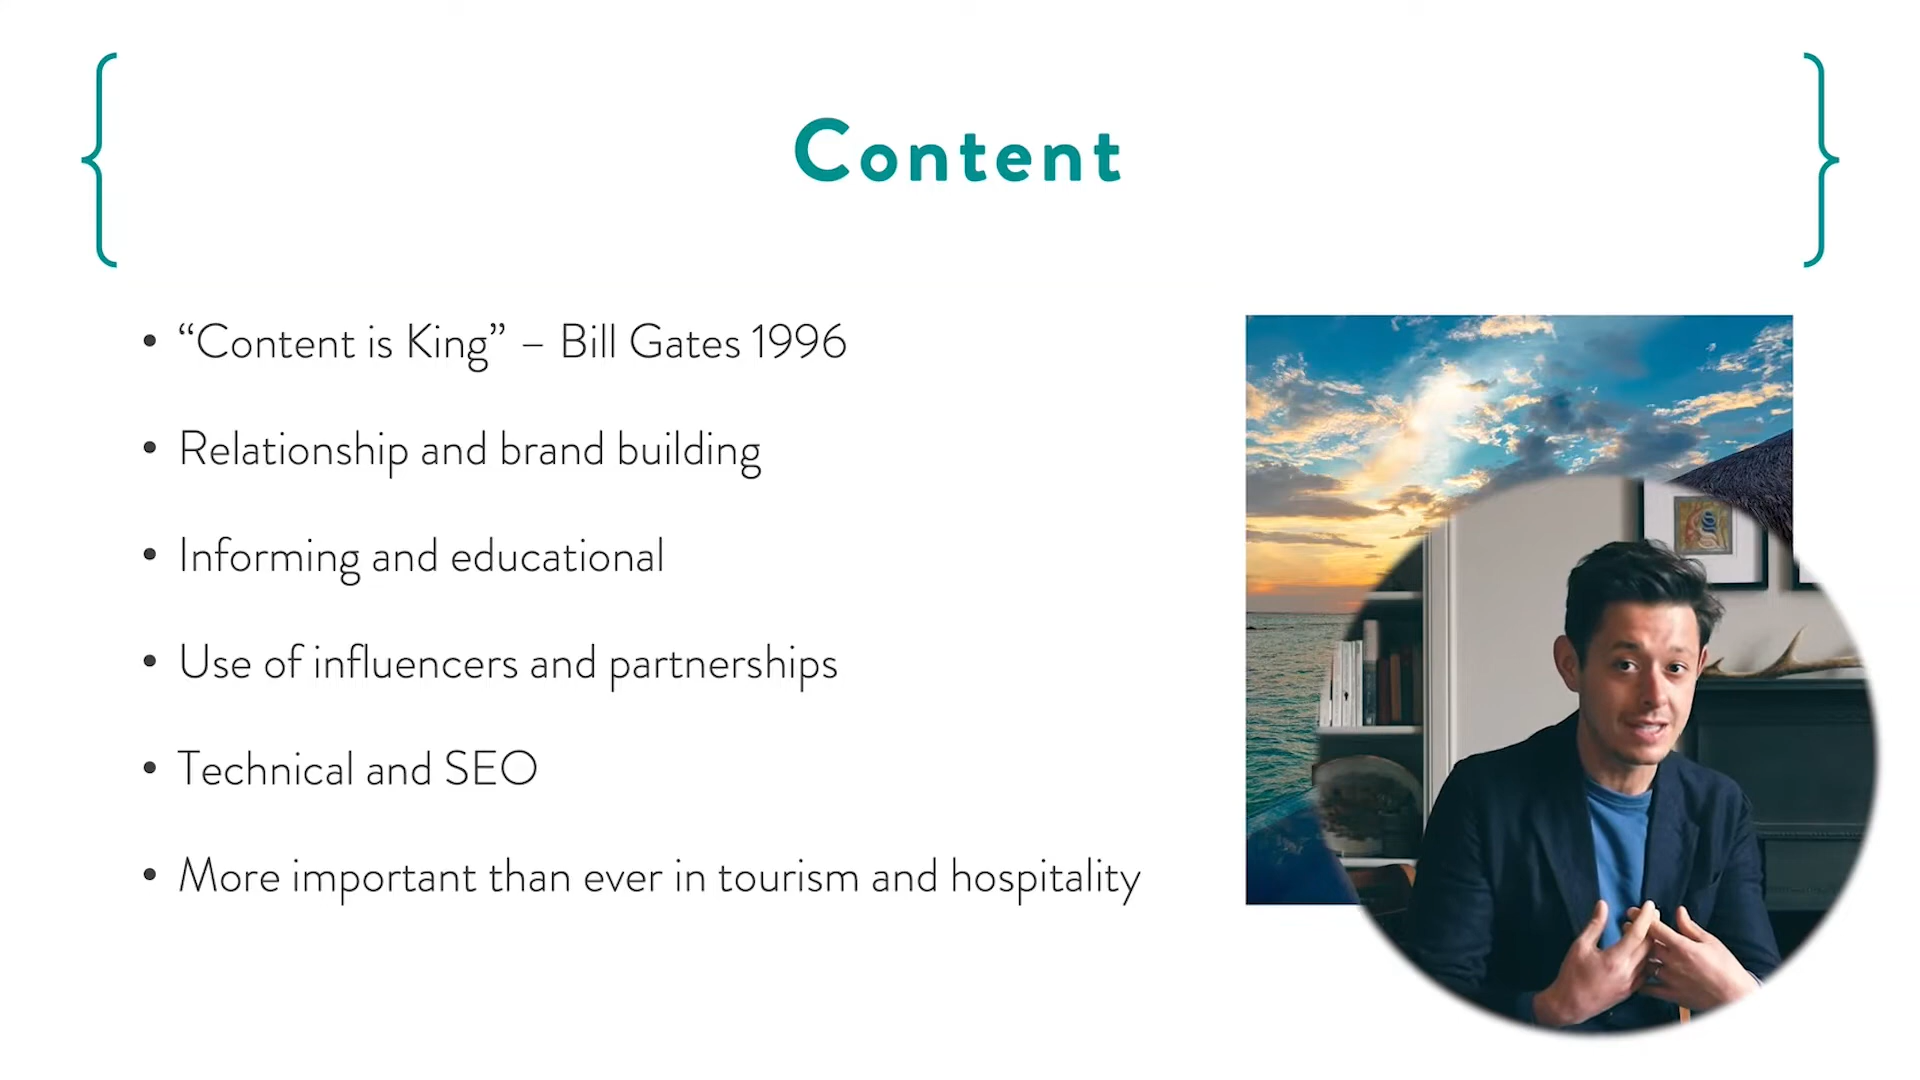 Content
• “Content is King” – Bill Gates 1996
• Relationship and brand building
• Informing and educational
• Use of influencers and partnerships
• Technical and SEO
• More important than ever in tourism and hospitality